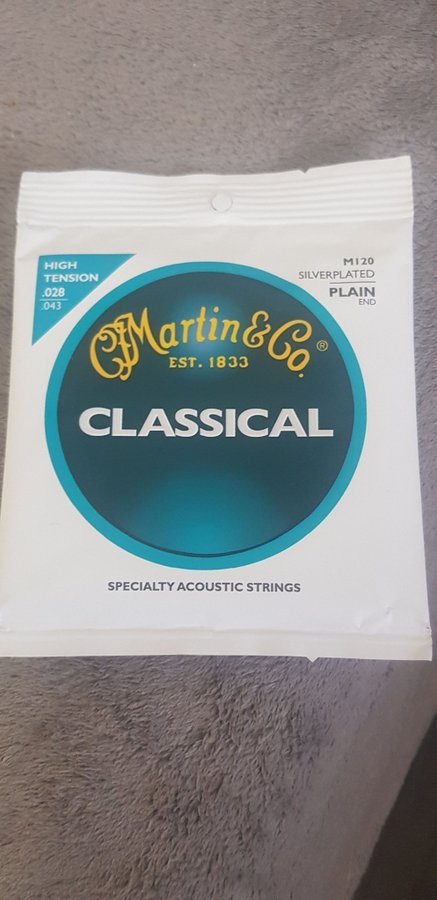 HIGH
TENSION
.028
.043
M120
SILVERPLATED
PLAIN
END
CFMartin & Co.®
EST. 1833
CLASSICAL
SPECIALTY ACOUSTIC STRINGS